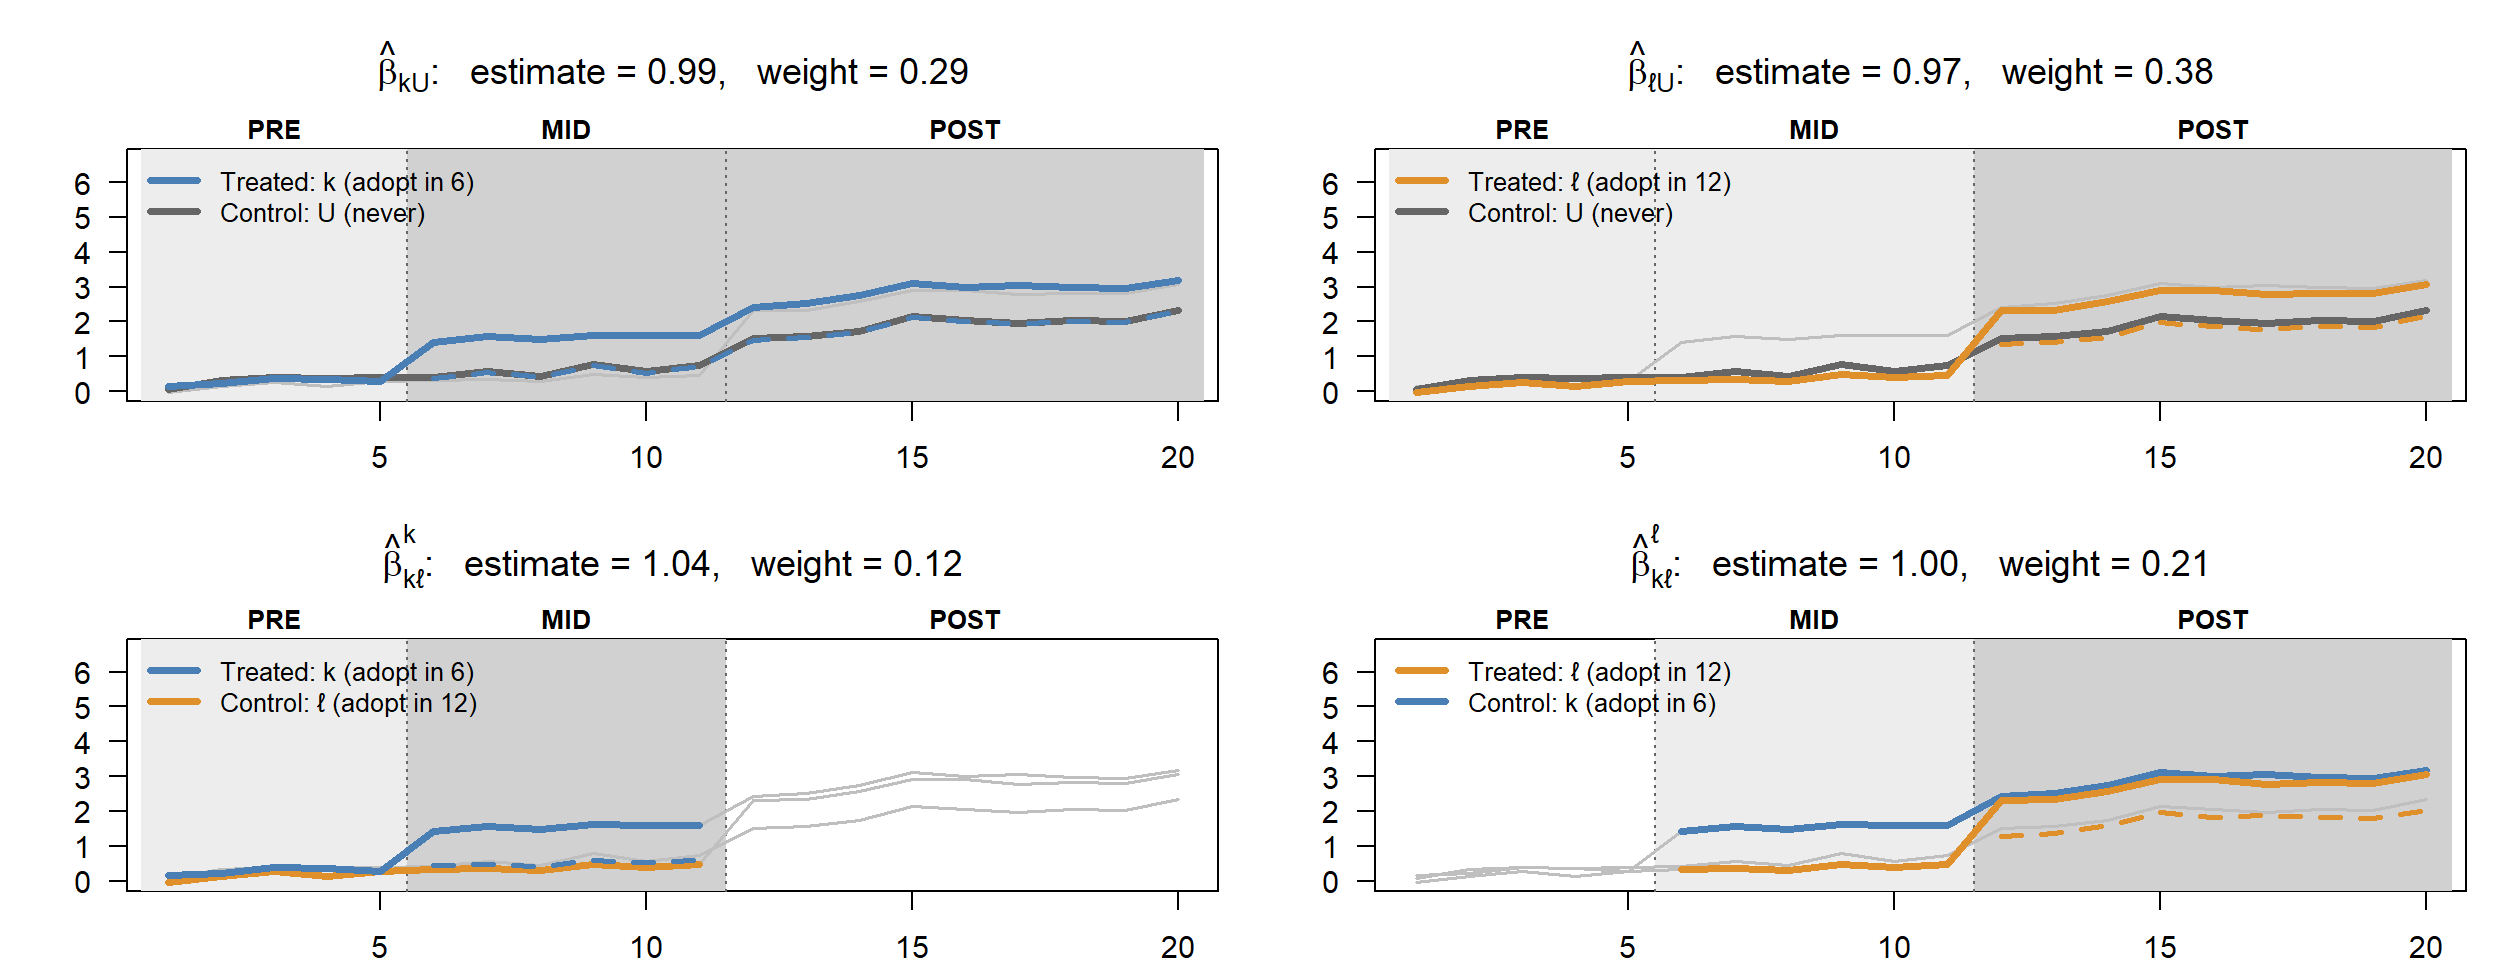 β̂kU: estimate = 0.99, weight = 0.29
PRE MID POST
Treated: k (adopt in 6)
Control: U (never)
6
5
4
3
2
1
0
5 10 15 20
β̂ℓU: estimate = 0.97, weight = 0.38
PRE MID POST
Treated: ℓ (adopt in 12)
Control: U (never)
6
5
4
3
2
1
0
5 10 15 20
β̂kkℓ: estimate = 1.04, weight = 0.12
PRE MID POST
Treated: k (adopt in 6)
Control: ℓ (adopt in 12)
6
5
4
3
2
1
0
5 10 15 20
β̂ℓkℓ: estimate = 1.00, weight = 0.21
PRE MID POST
Treated: ℓ (adopt in 12)
Control: k (adopt in 6)
6
5
4
3
2
1
0
5 10 15 20